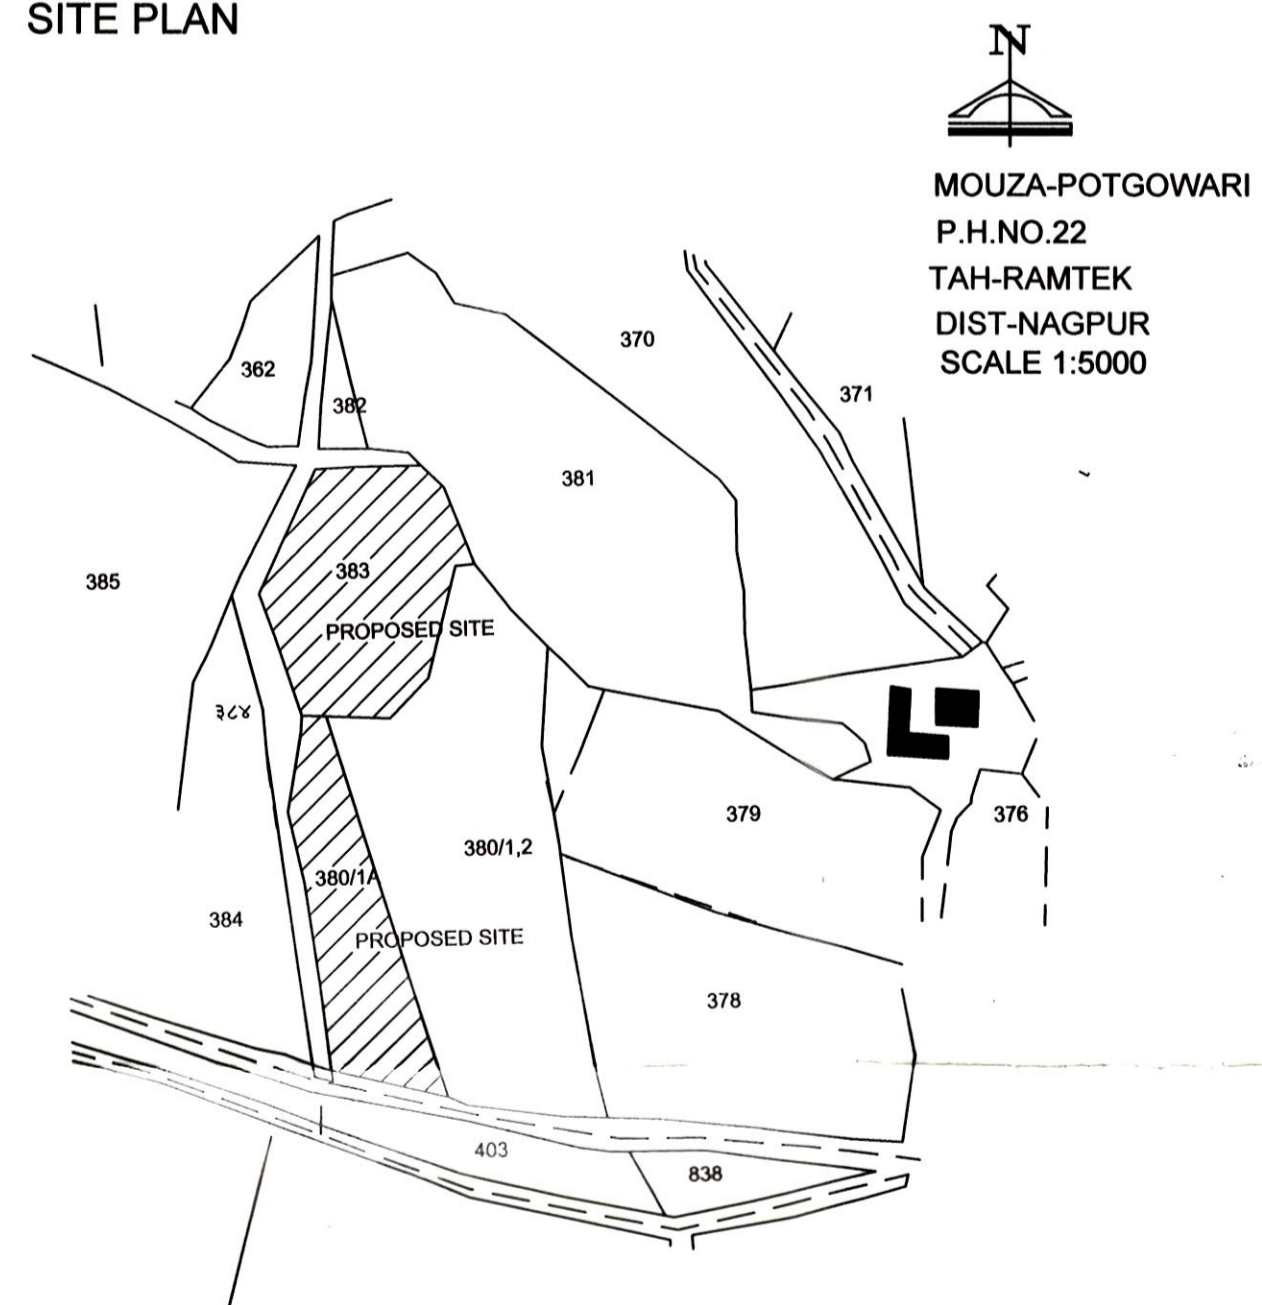 SITE PLAN
N
MOUZA-POTGOWARI
P.H.NO.22
TAH-RAMTEK
DIST-NAGPUR
SCALE 1:5000
370
362
371
382
381
383
385
PROPOSED SITE
३८४
379
376
380/1,2
380/1A
384
PROPOSED SITE
378
403
838